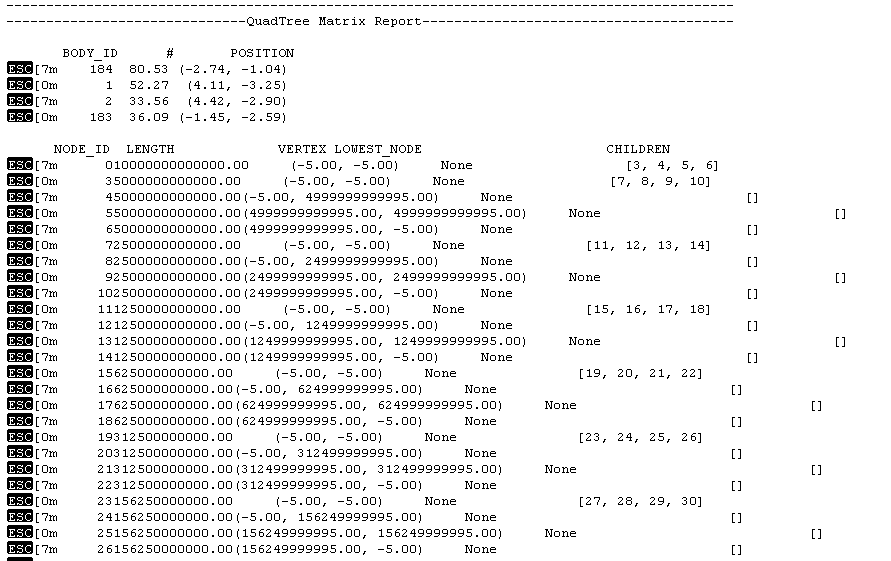 --------------------------------------------------------------------------------------------
------------------------------QuadTree Matrix Report----------------------------------------
BODY_ID # POSITION
ESC[7m 184 80.53 (-2.74, -1.04)
ESC[0m 1 52.27 (4.11, -3.25)
ESC[7m 2 33.56 (4.42, -2.90)
ESC[0m 183 36.09 (-1.45, -2.59)
NODE_ID LENGTH VERTEX LOWEST_NODE CHILDREN
ESC[7m 010000000000000.00 (-5.00, -5.00) None [3, 4, 5, 6]
ESC[0m 35000000000000.00 (-5.00, -5.00) None [7, 8, 9, 10]
ESC[7m 45000000000000.00(-5.00, 4999999999995.00) None []
ESC[0m 55000000000000.00(4999999999995.00, 4999999999995.00) None []
ESC[7m 65000000000000.00(4999999999995.00, -5.00) None []
ESC[0m 72500000000000.00 (-5.00, -5.00) None [11, 12, 13, 14]
ESC[7m 82500000000000.00(-5.00, 2499999999995.00) None []
ESC[0m 92500000000000.00(2499999999995.00, 2499999999995.00) None []
ESC[7m 102500000000000.00(2499999999995.00, -5.00) None []
ESC[0m 111250000000000.00 (-5.00, -5.00) None [15, 16, 17, 18]
ESC[7m 121250000000000.00(-5.00, 1249999999995.00) None []
ESC[0m 131250000000000.00(1249999999995.00, 1249999999995.00) None []
ESC[7m 141250000000000.00(1249999999995.00, -5.00) None []
ESC[0m 15625000000000.00 (-5.00, -5.00) None [19, 20, 21, 22]
ESC[7m 16625000000000.00(-5.00, 624999999995.00) None []
ESC[0m 17625000000000.00(624999999995.00, 624999999995.00) None []
ESC[7m 18625000000000.00(624999999995.00, -5.00) None []
ESC[0m 19312500000000.00 (-5.00, -5.00) None [23, 24, 25, 26]
ESC[7m 20312500000000.00(-5.00, 312499999995.00) None []
ESC[0m 21312500000000.00(312499999995.00, 312499999995.00) None []
ESC[7m 22312500000000.00(312499999995.00, -5.00) None []
ESC[0m 23156250000000.00 (-5.00, -5.00) None [27, 28, 29, 30]
ESC[7m 24156250000000.00(-5.00, 156249999995.00) None []
ESC[0m 25156250000000.00(156249999995.00, 156249999995.00) None []
ESC[7m 26156250000000.00(156249999995.00, -5.00) None []